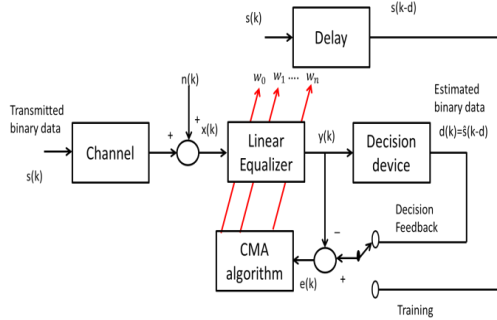 s(k)
Delay
s(k-d)
n(k)
w₀ w₁ .... wₙ
Transmitted
binary data
s(k)
Channel
+
+
x(k)
Linear
Equalizer
y(k)
Decision
device
Estimated
binary data
d(k)=ŝ(k-d)
CMA
algorithm
e(k)
−
+
Decision
Feedback
Training